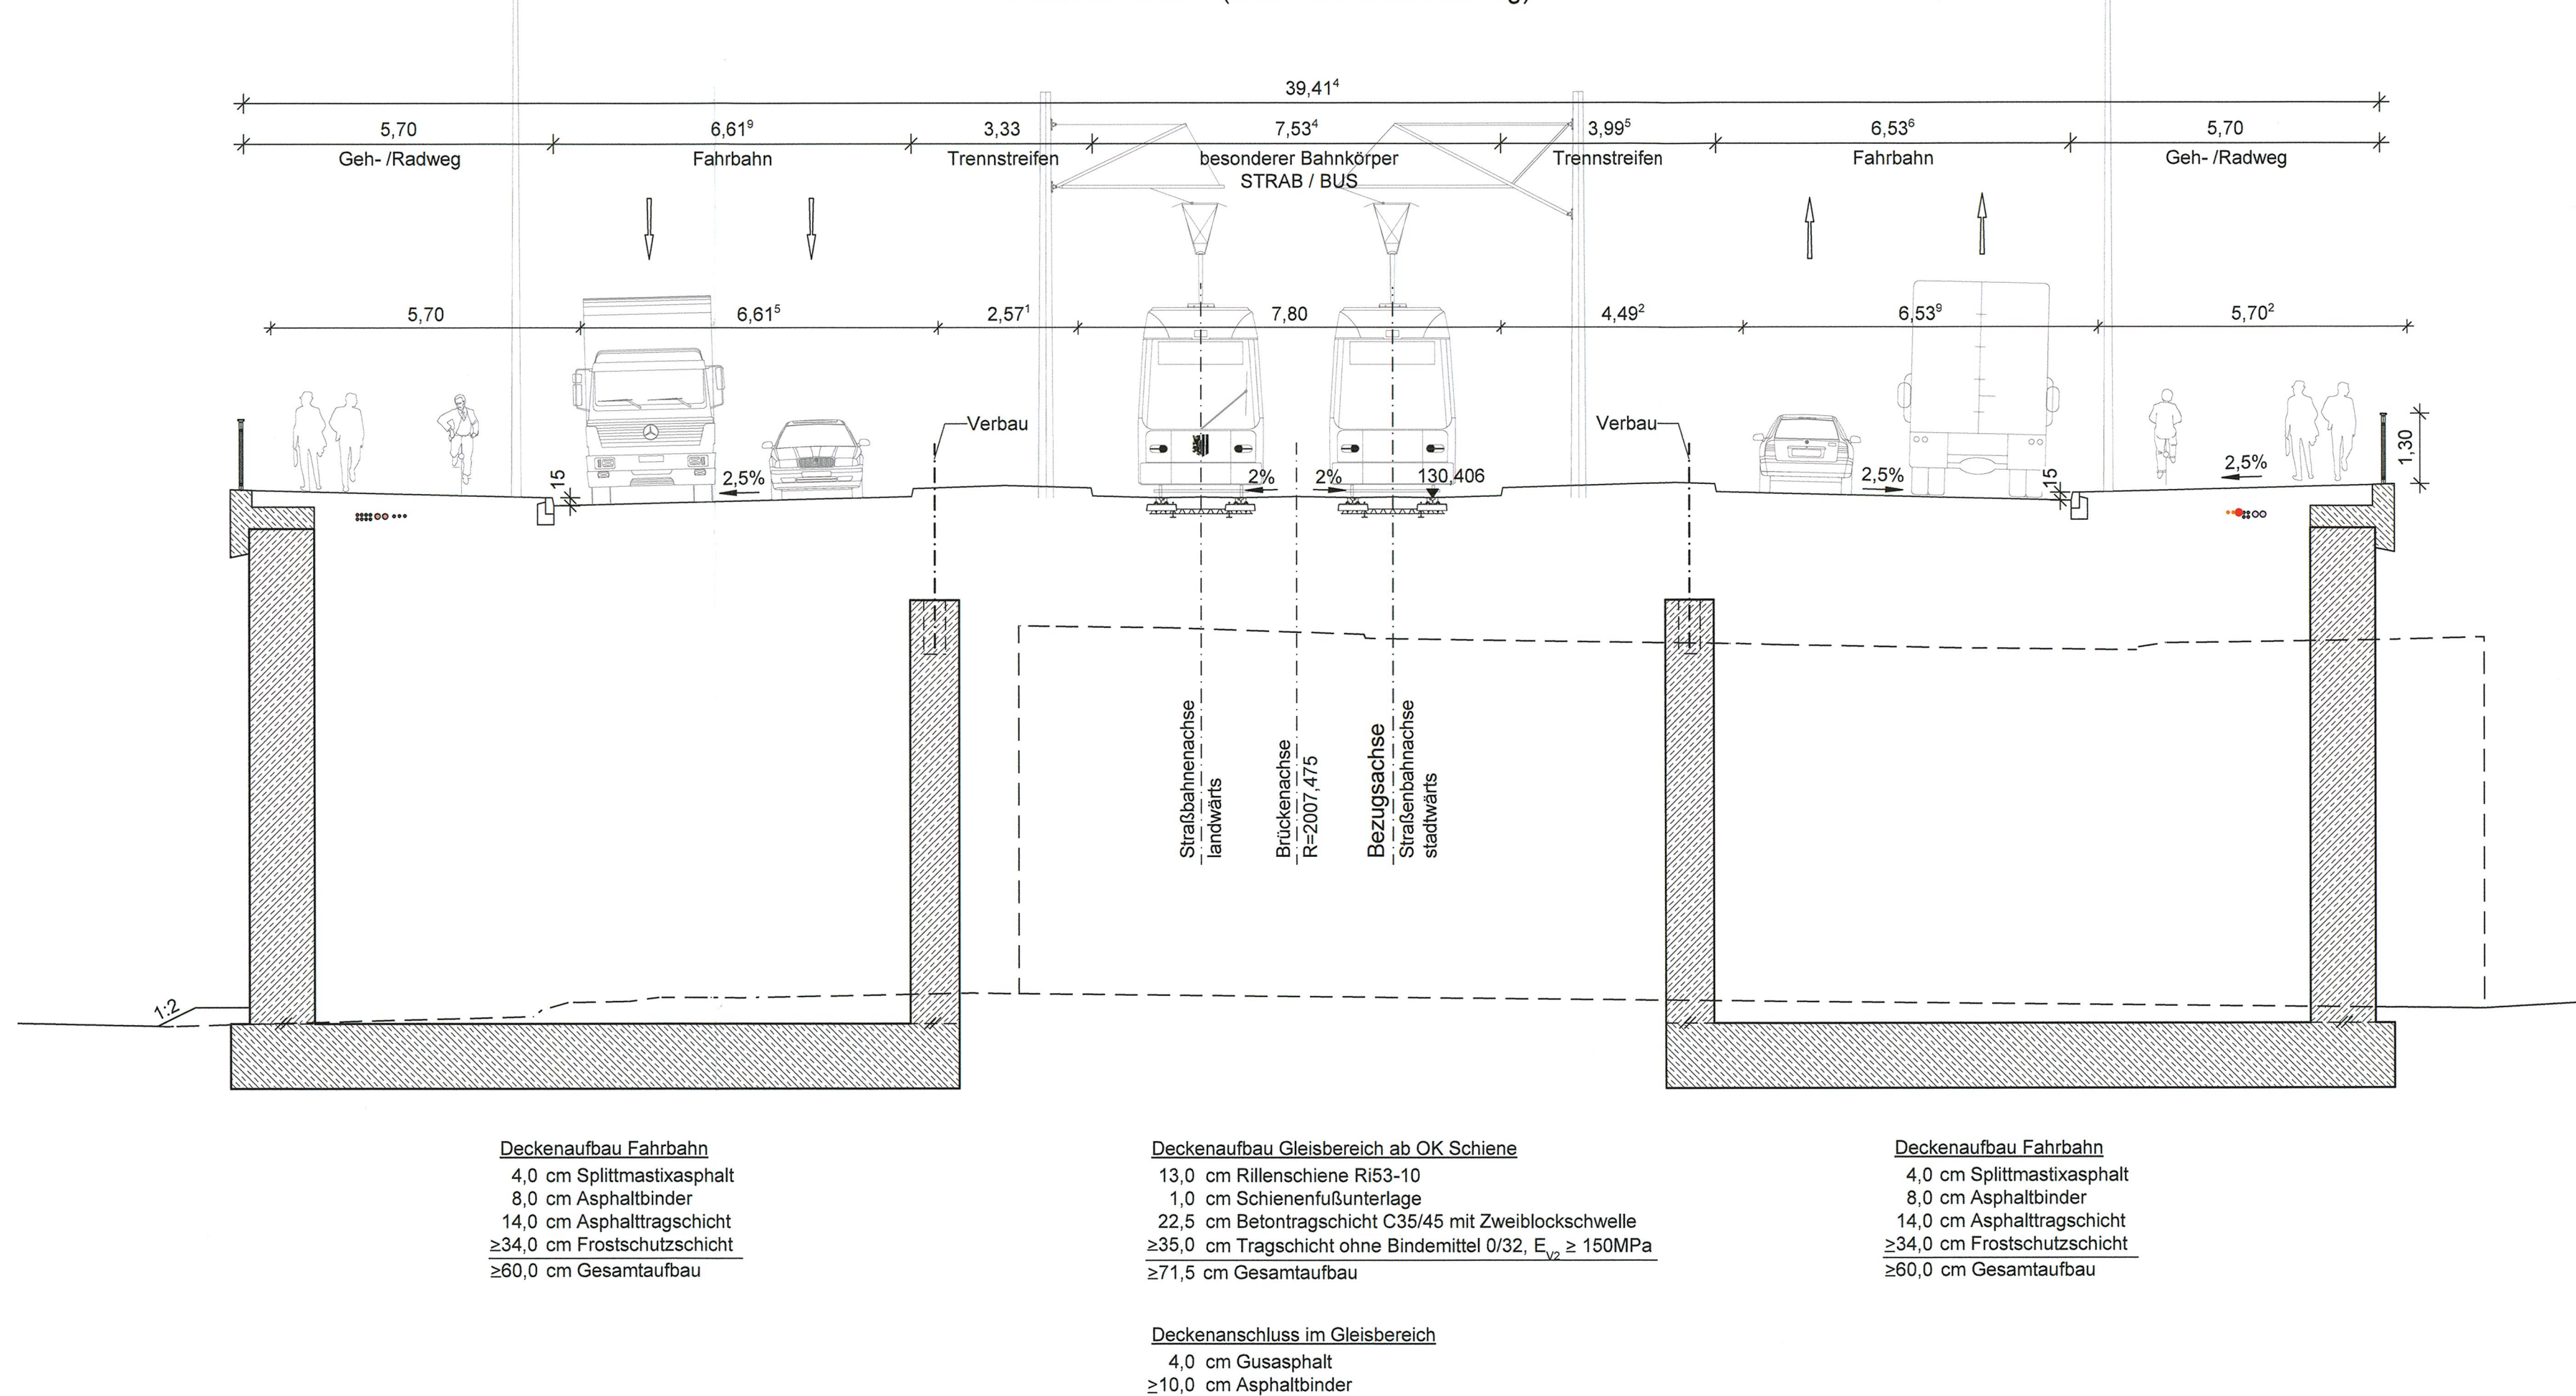 39,41⁴
5,70 6,61⁹ 3,33 7,53⁴ 3,99⁵ 6,53⁶ 5,70
Geh- /Radweg Fahrbahn Trennstreifen besonderer Bahnkörper Trennstreifen Fahrbahn Geh- /Radweg
STRAB / BUS
5,70 6,61⁵ 2,57¹ 7,80 4,49² 6,53⁹ 5,70²
Verbau Verbau
1,30
15 2,5% 2% 2% 130,406 2,5% 15 2,5%
Straßbahnenachse
landwärts
Brückenachse
R=2007,475
Bezugsachse
Straßenbahnachse
stadtwärts
1:2
Deckenaufbau Fahrbahn
4,0 cm Splittmastixasphalt
8,0 cm Asphaltbinder
14,0 cm Asphalttragschicht
≥34,0 cm Frostschutzschicht
≥60,0 cm Gesamtaufbau
Deckenaufbau Gleisbereich ab OK Schiene
13,0 cm Rillenschiene Ri53-10
1,0 cm Schienenfußunterlage
22,5 cm Betontragschicht C35/45 mit Zweiblockschwelle
≥35,0 cm Tragschicht ohne Bindemittel 0/32, E_V2 ≥ 150MPa
≥71,5 cm Gesamtaufbau
Deckenanschluss im Gleisbereich
4,0 cm Gusasphalt
≥10,0 cm Asphaltbinder
Deckenaufbau Fahrbahn
4,0 cm Splittmastixasphalt
8,0 cm Asphaltbinder
14,0 cm Asphalttragschicht
≥34,0 cm Frostschutzschicht
≥60,0 cm Gesamtaufbau